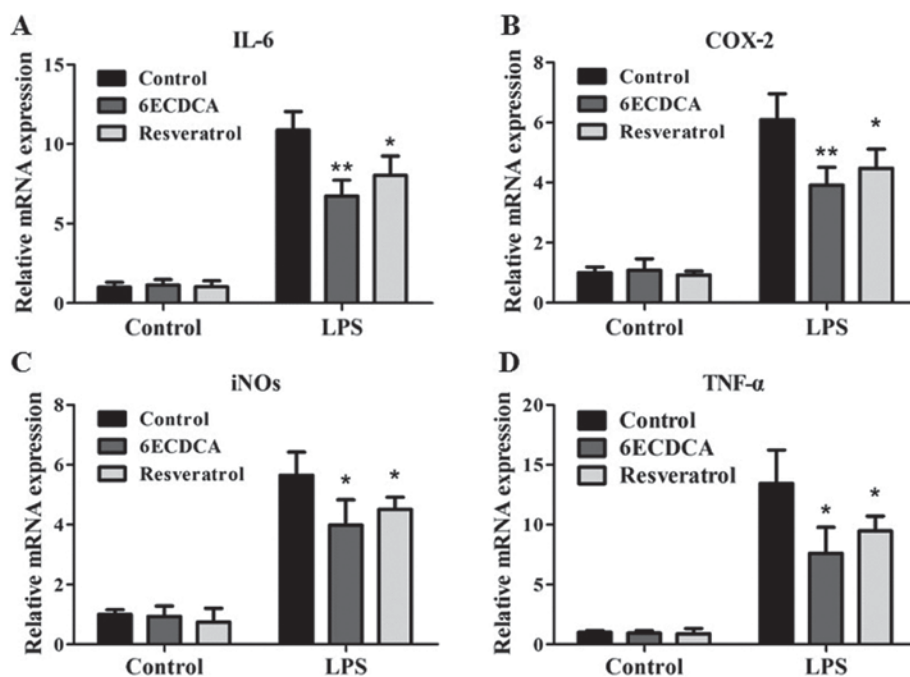 A
IL-6
Relative mRNA expression
15
10
5
0
Control
6ECDCA
Resveratrol
**
*
Control
LPS
B
COX-2
Relative mRNA expression
8
6
4
2
0
Control
6ECDCA
Resveratrol
**
*
Control
LPS
C
iNOs
Relative mRNA expression
8
6
4
2
0
Control
6ECDCA
Resveratrol
*
*
Control
LPS
D
TNF-α
Relative mRNA expression
20
15
10
5
0
Control
6ECDCA
Resveratrol
*
*
Control
LPS